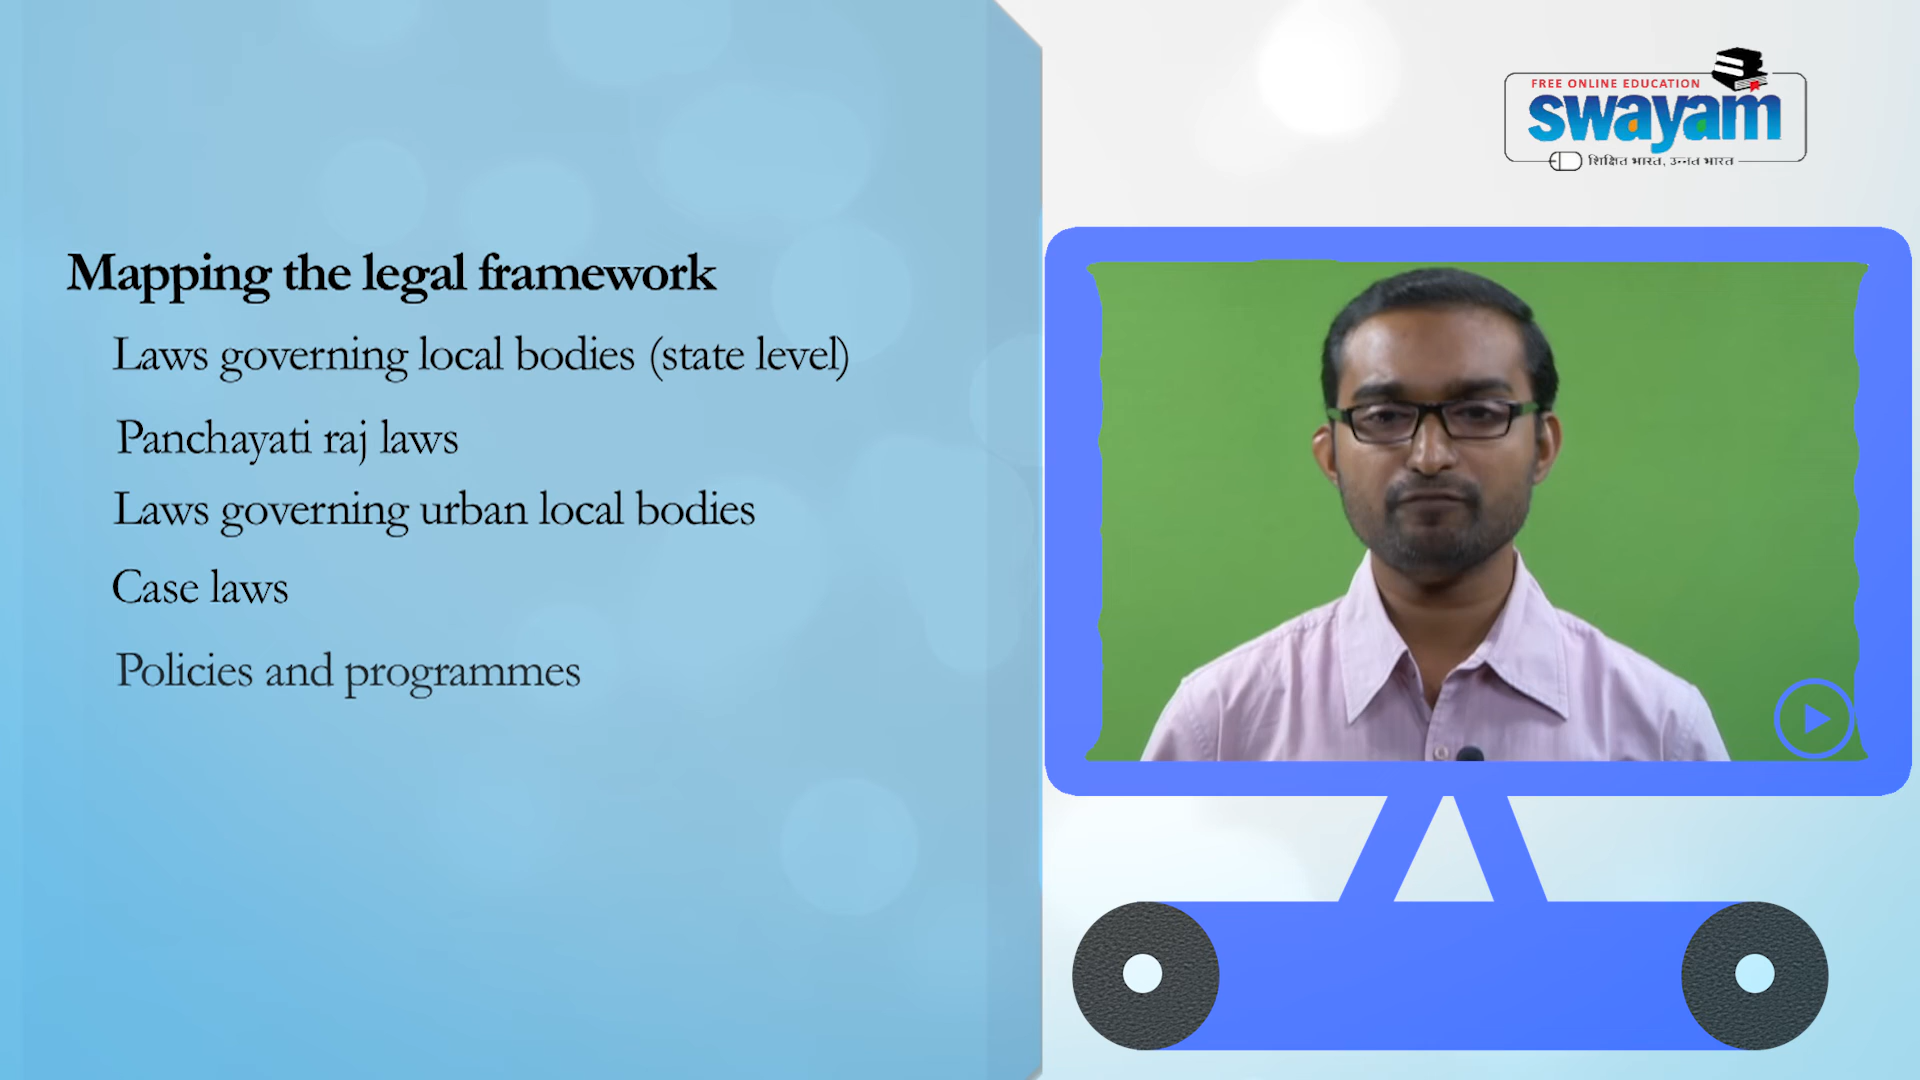 Mapping the legal framework
Laws governing local bodies (state level)
Panchayati raj laws
Laws governing urban local bodies
Case laws
Policies and programmes
FREE ONLINE EDUCATION
swayam
शिक्षित भारत, उन्नत भारत